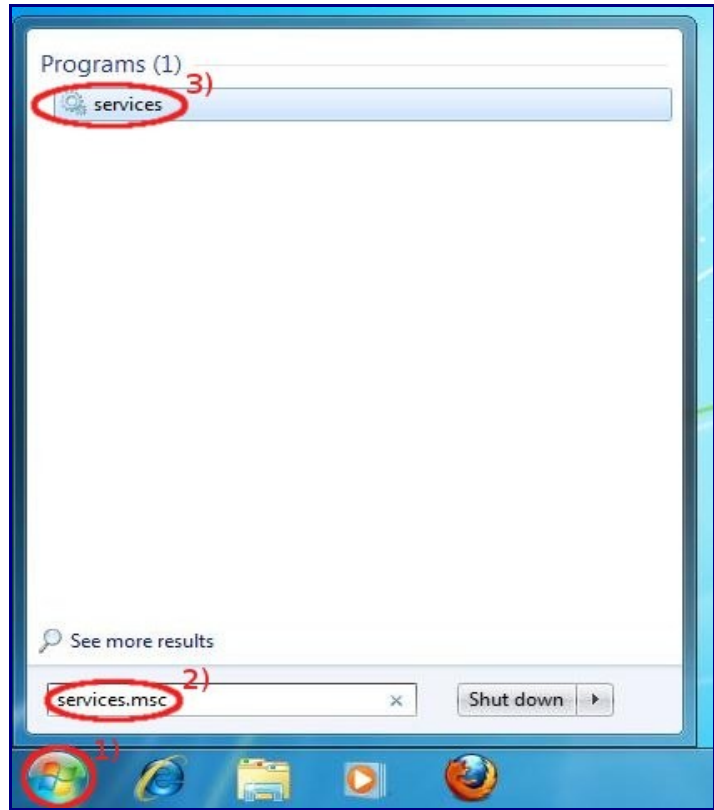 Programs (1)
3)
services
See more results
2)
services.msc
Shut down
1)